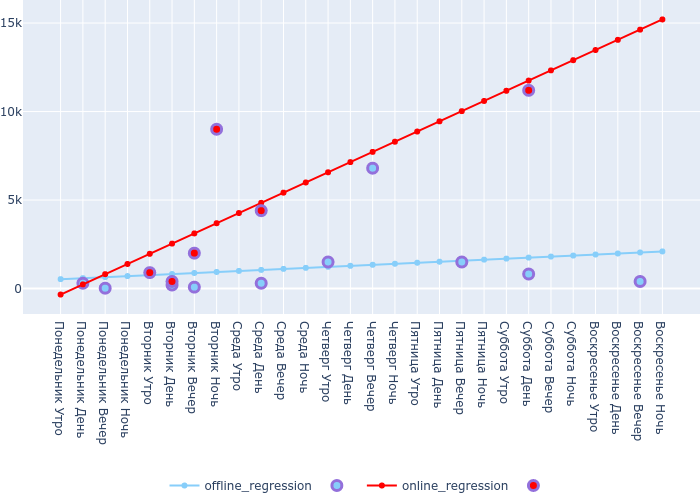 15k
10k
5k
0
Понедельник Утро
Понедельник День
Понедельник Вечер
Понедельник Ночь
Вторник Утро
Вторник День
Вторник Вечер
Вторник Ночь
Среда Утро
Среда День
Среда Вечер
Среда Ночь
Четверг Утро
Четверг День
Четверг Вечер
Четверг Ночь
Пятница Утро
Пятница День
Пятница Вечер
Пятница Ночь
Суббота Утро
Суббота День
Суббота Вечер
Суббота Ночь
Воскресенье Утро
Воскресенье День
Воскресенье Вечер
Воскресенье Ночь
offline_regression
online_regression